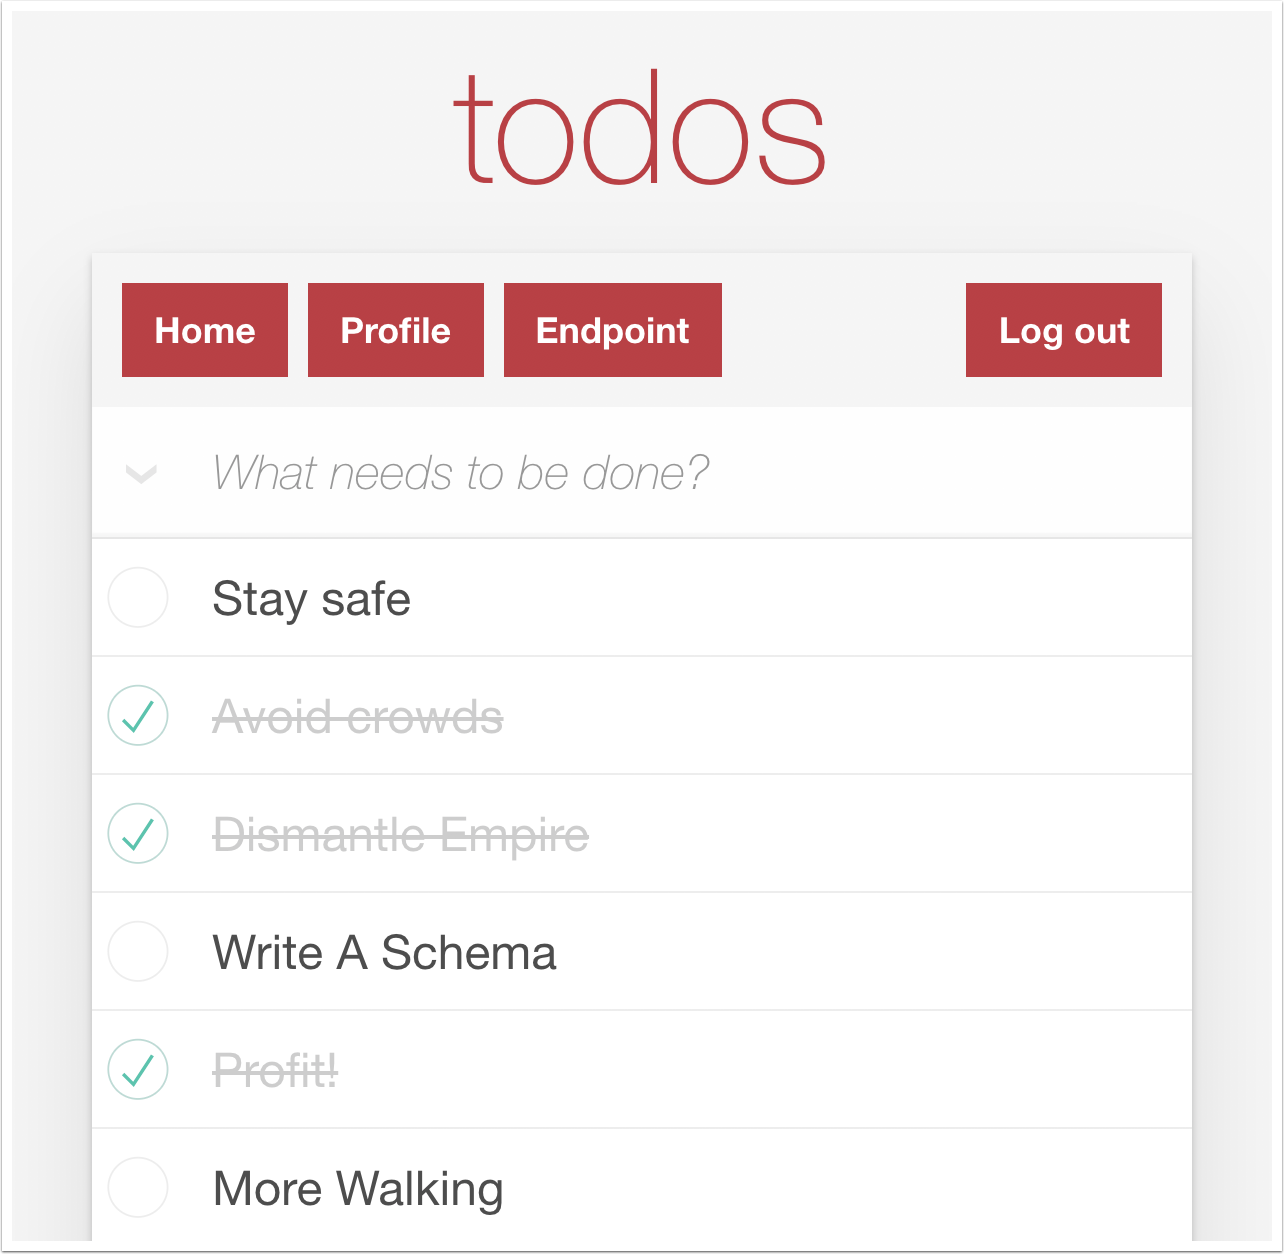 todos
Home Profile Endpoint Log out
What needs to be done?
Stay safe
Avoid crowds
Dismantle Empire
Write A Schema
Profit!
More Walking